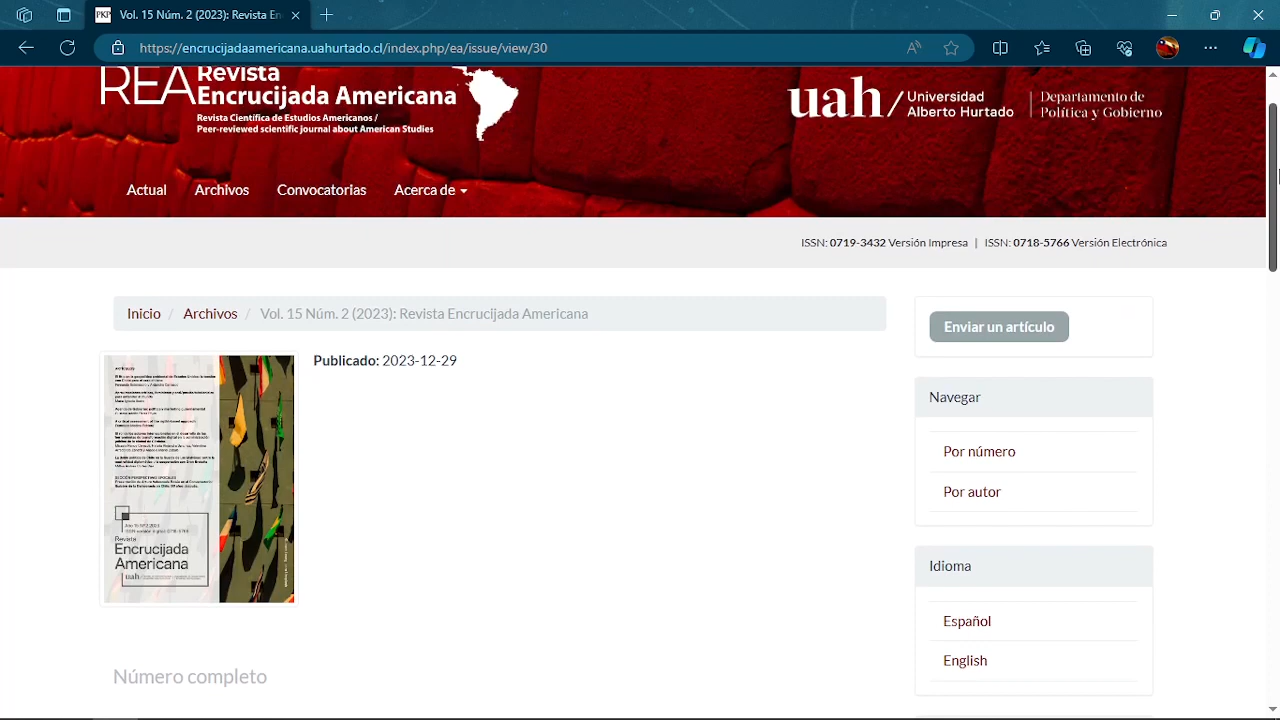 Vol. 15 Núm. 2 (2023): Revista En
https://encrucijadaamericana.uahurtado.cl/index.php/ea/issue/view/30
REA Revista
Encrucijada Americana
Revista Científica de Estudios Americanos /
Peer-reviewed scientific journal about American Studies
uah/ Universidad
Alberto Hurtado
Departamento de
Política y Gobierno
Actual Archivos Convocatorias Acerca de
ISSN: 0719-3432 Versión Impresa | ISSN: 0718-5766 Versión Electrónica
Inicio / Archivos / Vol. 15 Núm. 2 (2023): Revista Encrucijada Americana
Enviar un artículo
Publicado: 2023-12-29
Revista
Encrucijada
Americana
uah/
Navegar
Por número
Por autor
Idioma
Español
English
Número completo